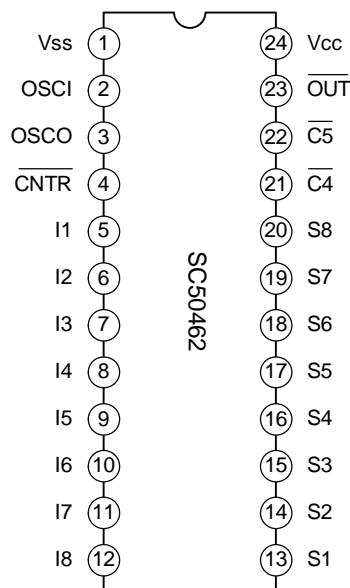 Vss 1 24 Vcc
OSCI 2 23 OUT
OSCO 3 22 C5
CNTR 4 21 C4
I1 5 20 S8
I2 6 19 S7
I3 7 18 S6
I4 8 17 S5
I5 9 16 S4
I6 10 15 S3
I7 11 14 S2
I8 12 13 S1
SC50462